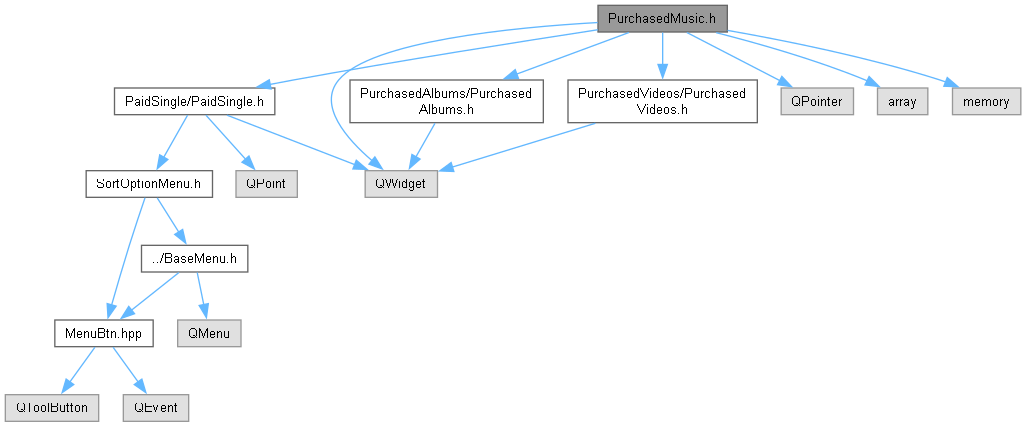 PurchasedMusic.h
PaidSingle/PaidSingle.h
PurchasedAlbums/Purchased
Albums.h
PurchasedVideos/Purchased
Videos.h
QPointer
array
memory
SortOptionMenu.h
QPoint
QWidget
../BaseMenu.h
MenuBtn.hpp
QMenu
QToolButton
QEvent